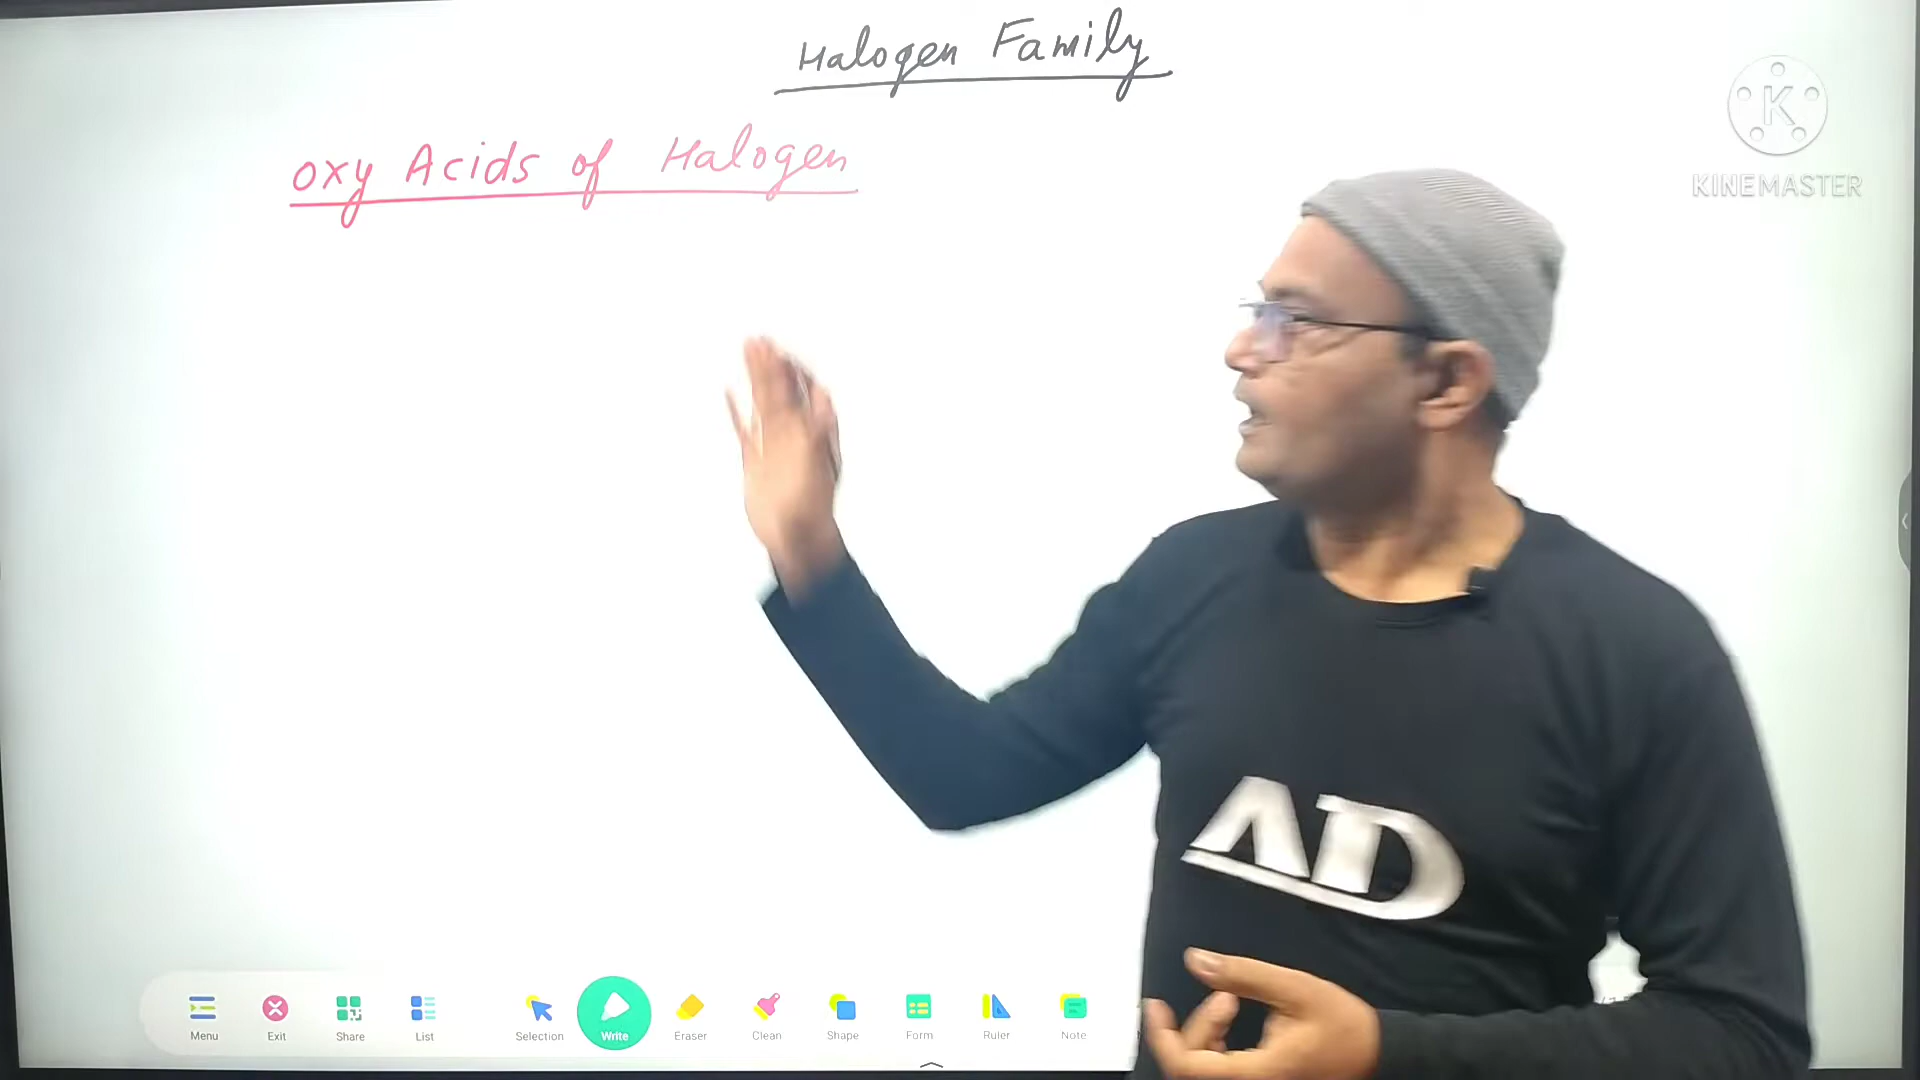 Halogen Family
oxy Acids of Halogen
K
KINEMASTER
AD
Menu Exit Share List Selection Write Eraser Clean Shape Form Ruler Note